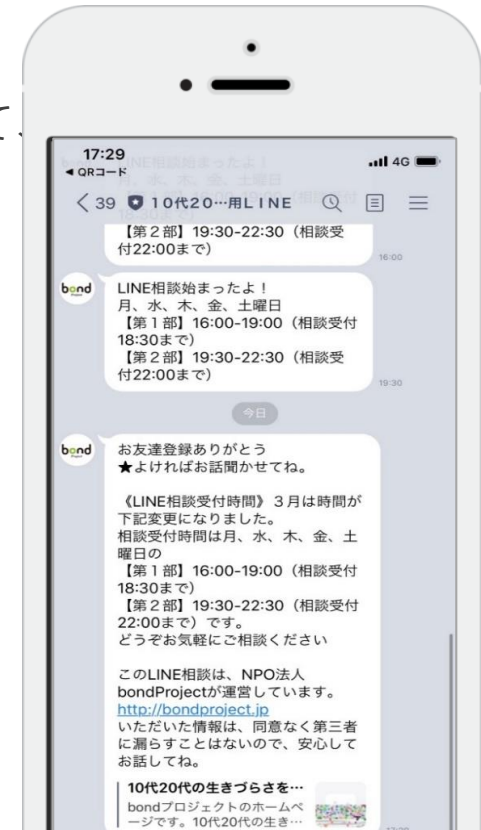 て、
17:29
◀ QRコード
4G
39 10代20…用LINE
【第2部】19:30-22:30（相談受
付22:00まで）
16:00
bond
Project
LINE相談始まったよ！
月、水、木、金、土曜日
【第1部】16:00-19:00（相談受付
18:30まで）
【第2部】19:30-22:30（相談受
付22:00まで）
19:30
今日
bond
Project
お友達登録ありがとう
★よければお話聞かせてね。
《LINE相談受付時間》３月は時間が
下記変更になりました。
相談受付時間は月、水、木、金、土
曜日の
【第1部】16:00-19:00（相談受付
18:30まで）
【第2部】19:30-22:30（相談受付
22:00まで）です。
どうぞお気軽にご相談ください
このLINE相談は、NPO法人
bondProjectが運営しています。
http://bondproject.jp
いただいた情報は、同意なく第三者
に漏らすことはないので、安心して
お話してね。
10代20代の生きづらさを…
bondプロジェクトのホームペ
ージです。10代20代の生き…